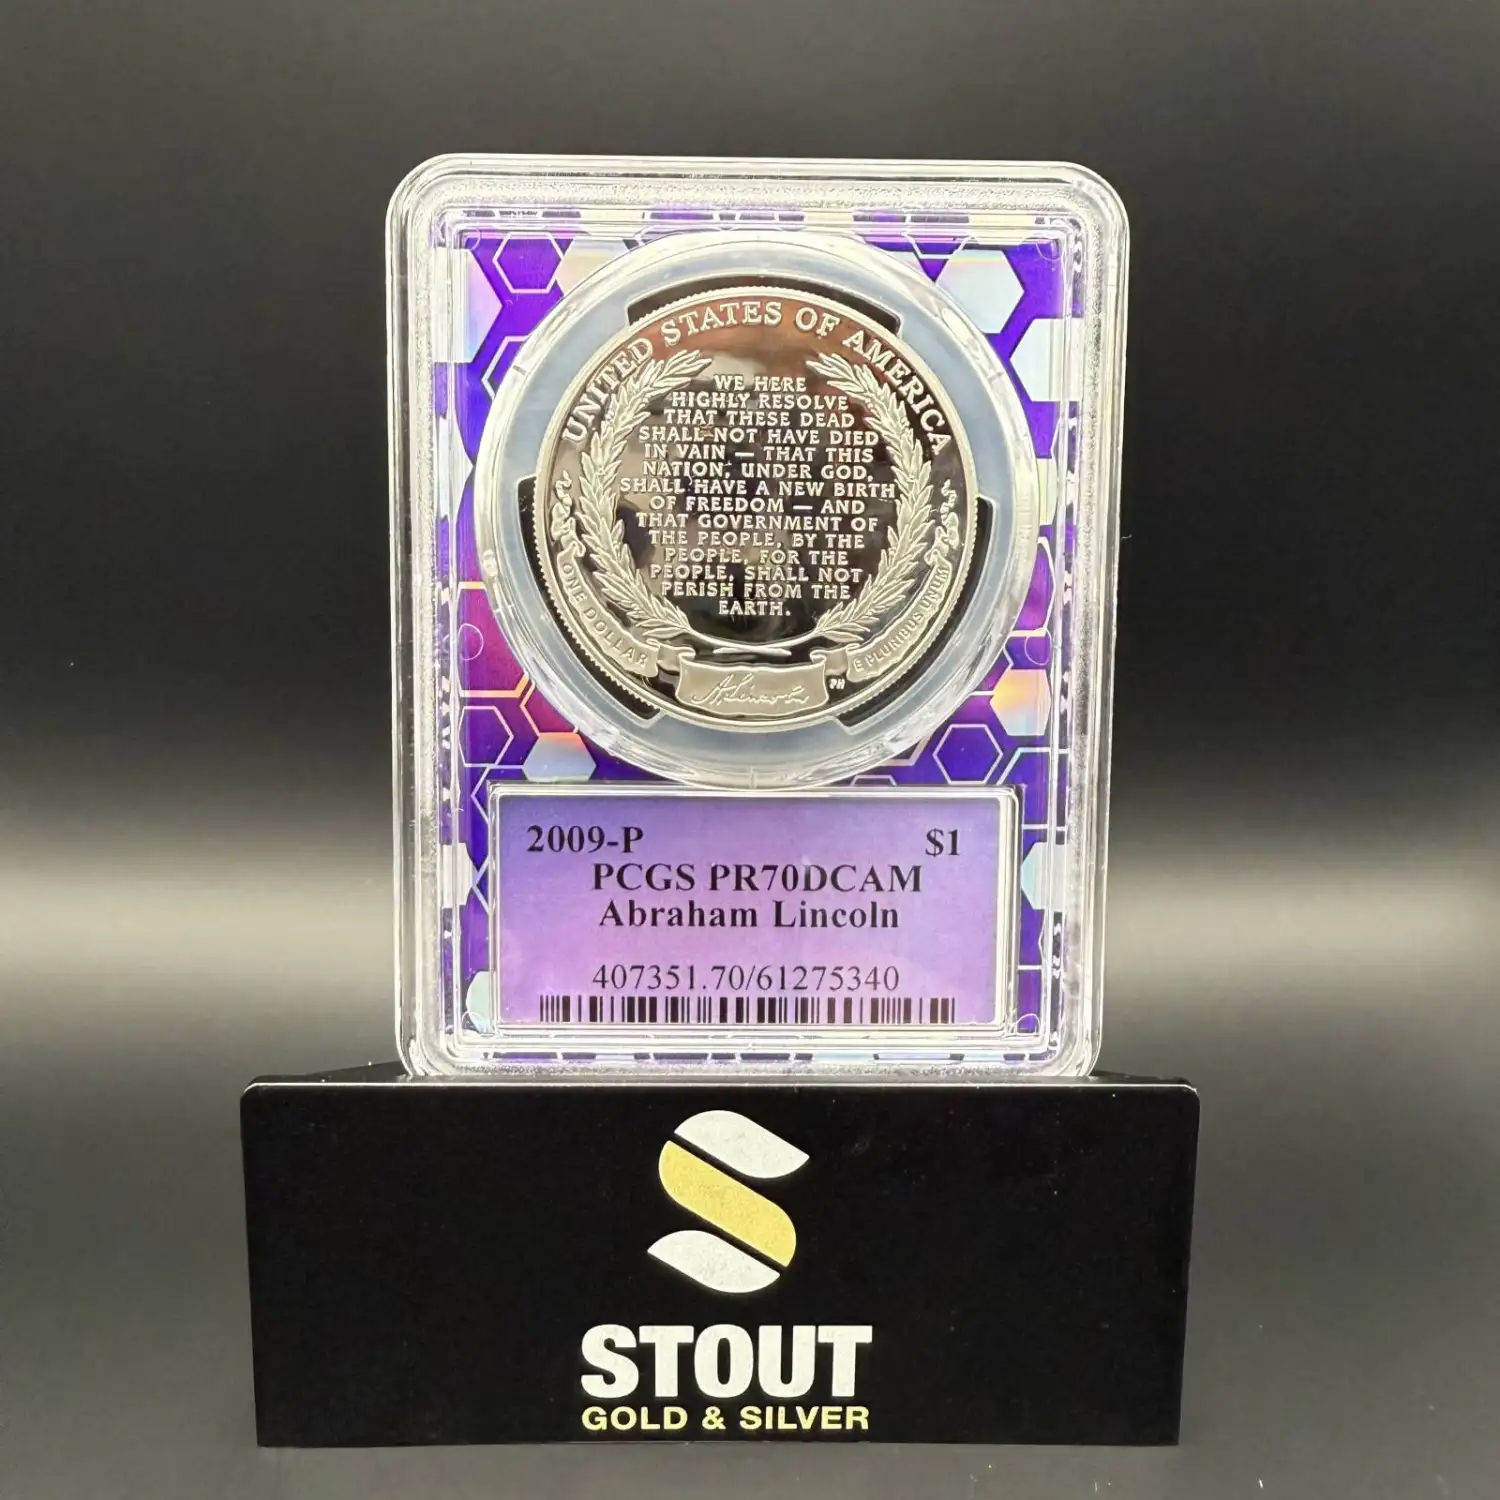 UNITED STATES OF AMERICA
WE HERE
HIGHLY RESOLVE
THAT THESE DEAD
SHALL NOT HAVE DIED
IN VAIN — THAT THIS
NATION, UNDER GOD,
SHALL HAVE A NEW BIRTH
OF FREEDOM — AND
THAT GOVERNMENT OF
THE PEOPLE, BY THE
PEOPLE, FOR THE
PEOPLE, SHALL NOT
PERISH FROM THE
EARTH.
ONE DOLLAR
A. Lincoln
PH
E PLURIBUS UNUM
2009-P $1
PCGS PR70DCAM
Abraham Lincoln
407351.70/61275340
STOUT
GOLD & SILVER